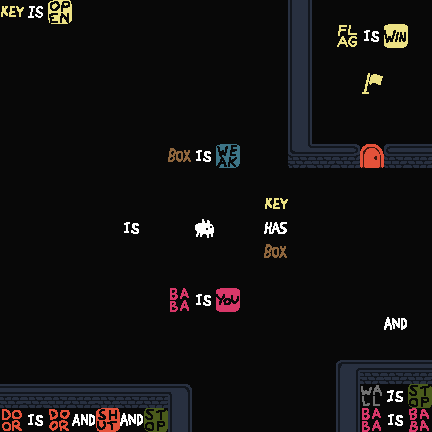 KEY IS OPEN
FLAG IS WIN
BOX IS WEAK
KEY
IS HAS
BOX
BABA IS YOU
AND
WALL IS STOP
DOOR IS DOOR AND SHUT AND STOP
BABA IS BABA